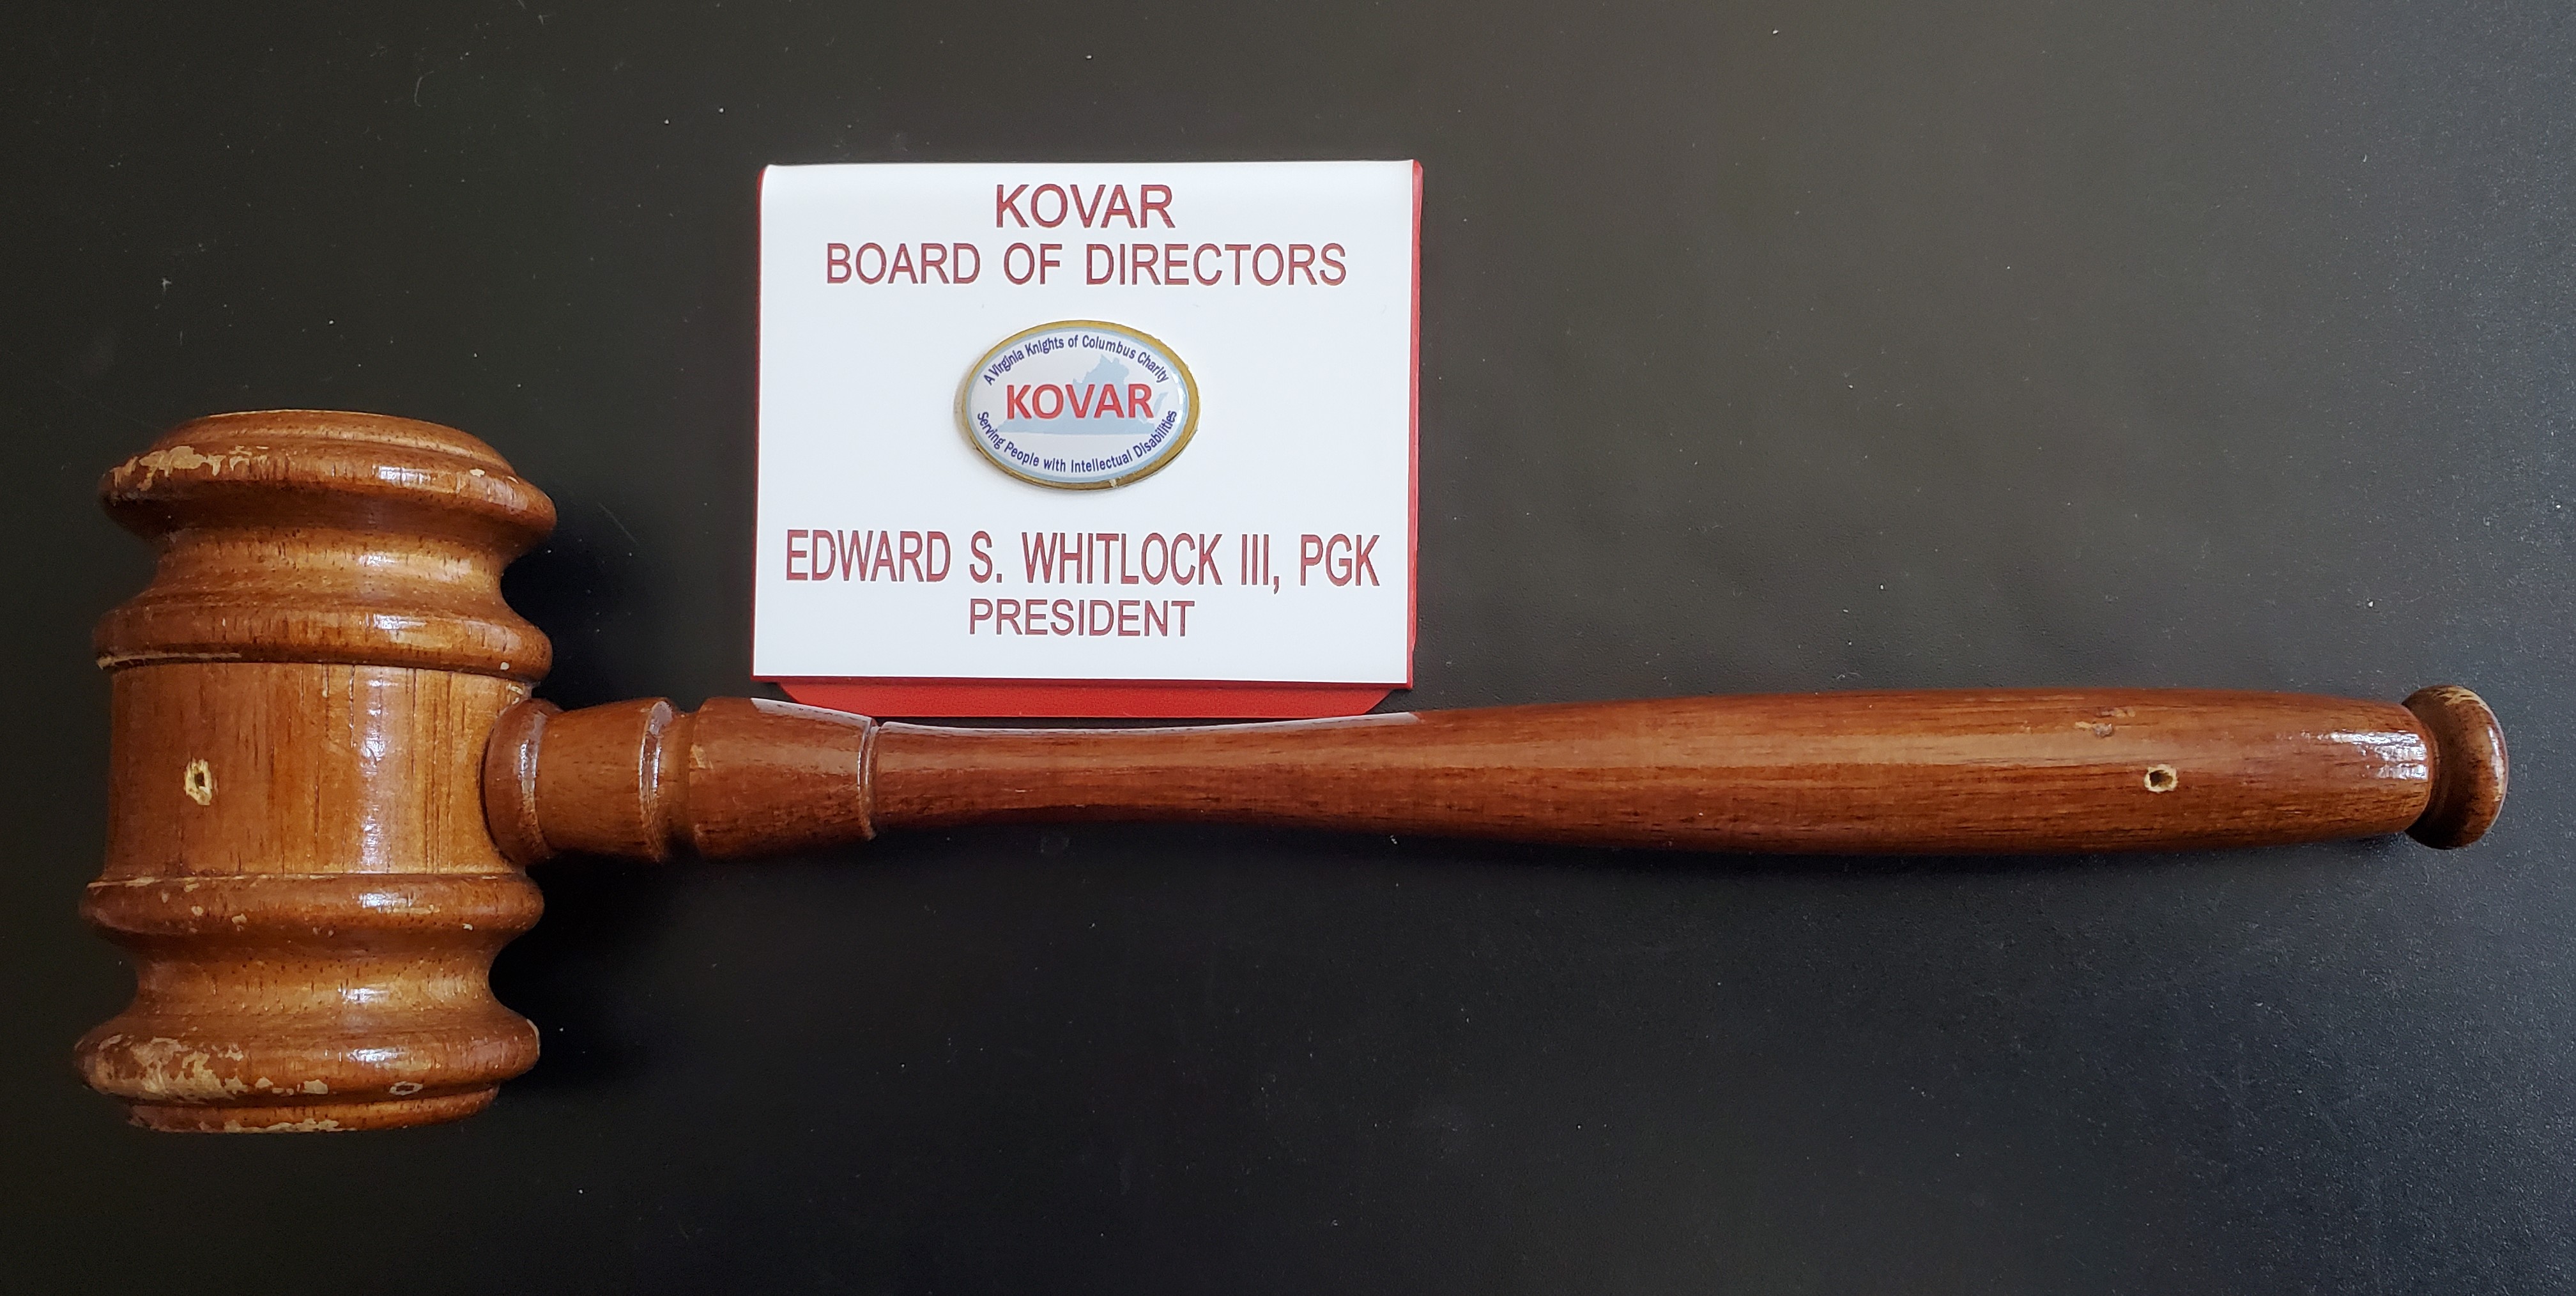 KOVAR
BOARD OF DIRECTORS
A Virginia Knights of Columbus Charity
KOVAR
Serving People with Intellectual Disabilities
EDWARD S. WHITLOCK III, PGK
PRESIDENT